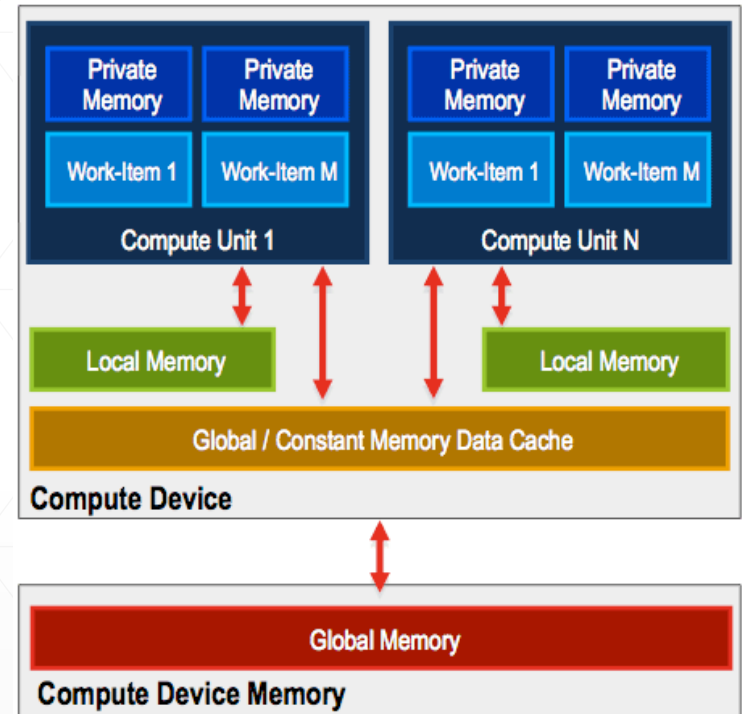 Private
Memory
Private
Memory
Private
Memory
Private
Memory
Work-Item 1
Work-Item M
Work-Item 1
Work-Item M
Compute Unit 1
Compute Unit N
Local Memory
Local Memory
Global / Constant Memory Data Cache
Compute Device
Global Memory
Compute Device Memory